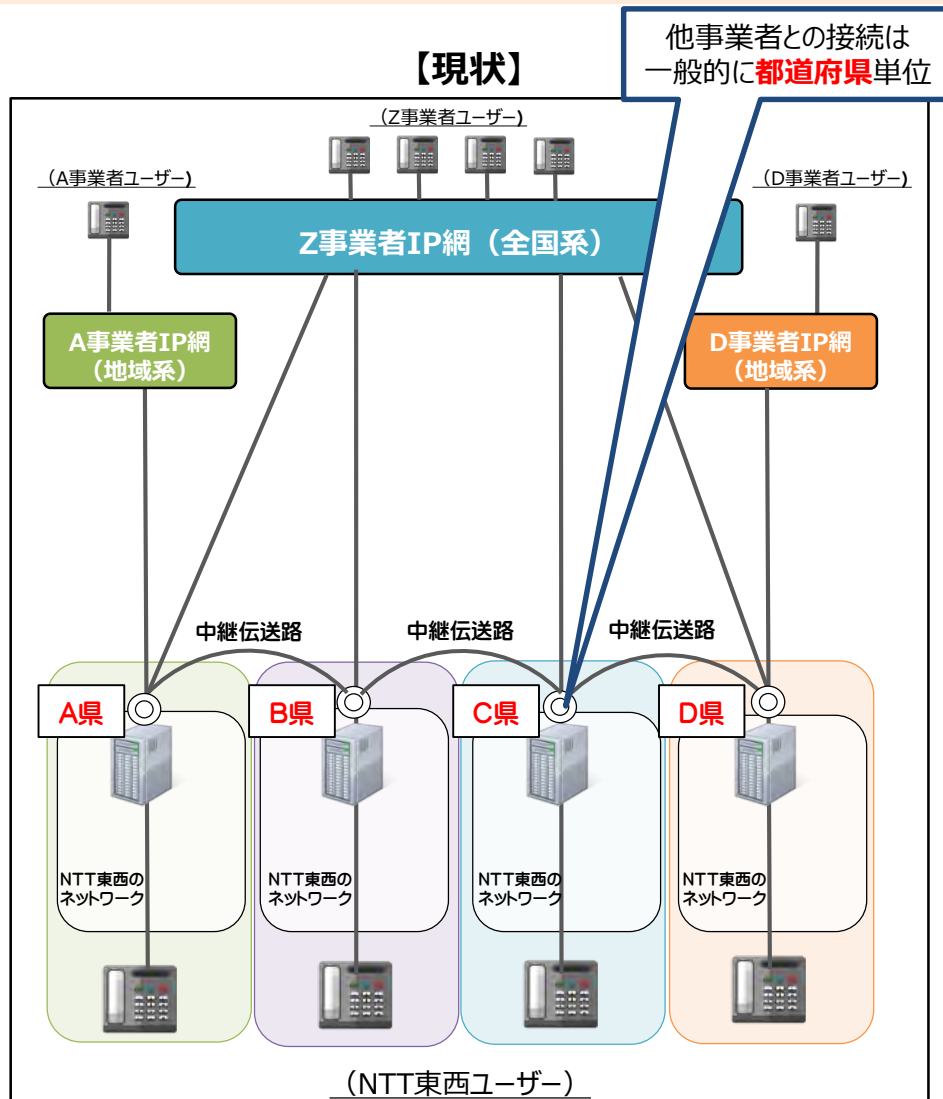 他事業者との接続は
一般的に都道府県単位
【現状】
（Z事業者ユーザー)
（A事業者ユーザー)
（D事業者ユーザー)
Z事業者IP網（全国系）
A事業者IP網
（地域系）
D事業者IP網
（地域系）
中継伝送路
中継伝送路
中継伝送路
A県
B県
C県
D県
NTT東西の
ネットワーク
NTT東西の
ネットワーク
NTT東西の
ネットワーク
NTT東西の
ネットワーク
（NTT東西ユーザー）